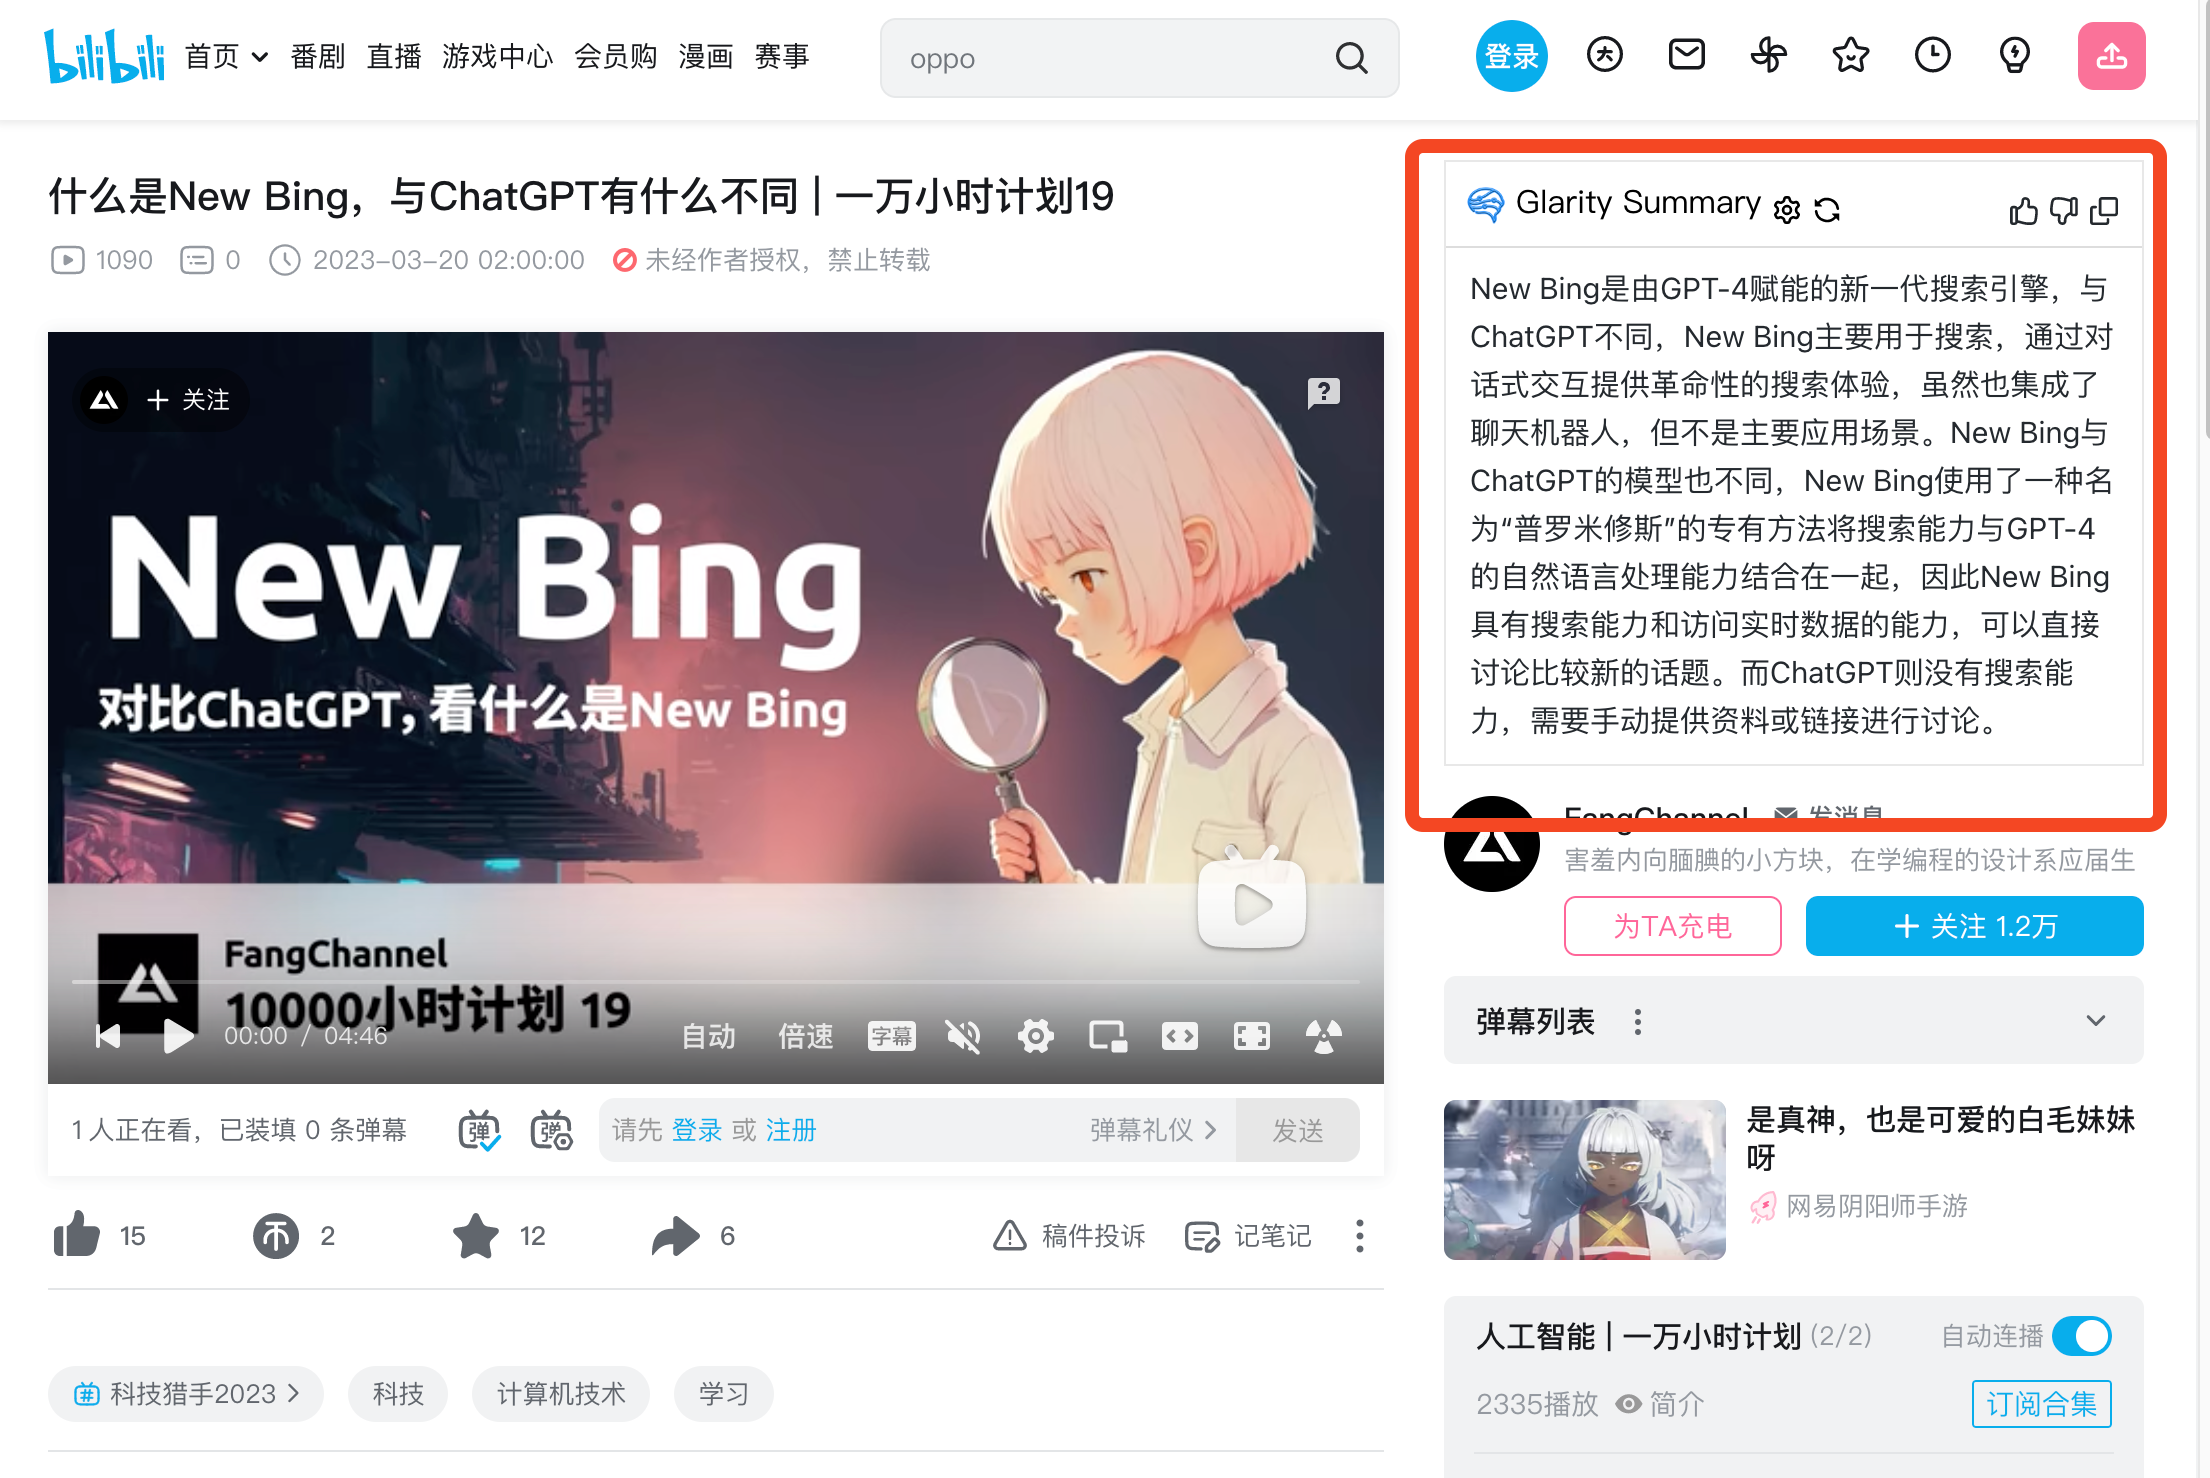 bilibili 首页 番剧 直播 游戏中心 会员购 漫画 赛事
oppo
登录
什么是New Bing，与ChatGPT有什么不同 | 一万小时计划19
1090 0 2023-03-20 02:00:00 未经作者授权，禁止转载
+ 关注
New Bing
对比ChatGPT, 看什么是New Bing
FangChannel
10000小时计划 19
00:00 / 04:46 自动 倍速 字幕
1人正在看，已装填 0 条弹幕 弹 弹 请先 登录 或 注册 弹幕礼仪 发送
15 2 12 6 稿件投诉 记笔记
科技猎手2023 科技 计算机技术 学习
Glarity Summary
New Bing是由GPT-4赋能的新一代搜索引擎，与
ChatGPT不同，New Bing主要用于搜索，通过对
话式交互提供革命性的搜索体验，虽然也集成了
聊天机器人，但不是主要应用场景。New Bing与
ChatGPT的模型也不同，New Bing使用了一种名
为“普罗米修斯”的专有方法将搜索能力与GPT-4
的自然语言处理能力结合在一起，因此New Bing
具有搜索能力和访问实时数据的能力，可以直接
讨论比较新的话题。而ChatGPT则没有搜索能
力，需要手动提供资料或链接进行讨论。
FangChannel 发消息
害羞内向腼腆的小方块，在学编程的设计系应届生
为TA充电 + 关注 1.2万
弹幕列表
是真神，也是可爱的白毛妹妹
呀
网易阴阳师手游
人工智能 | 一万小时计划 (2/2) 自动连播
2335播放 简介 订阅合集